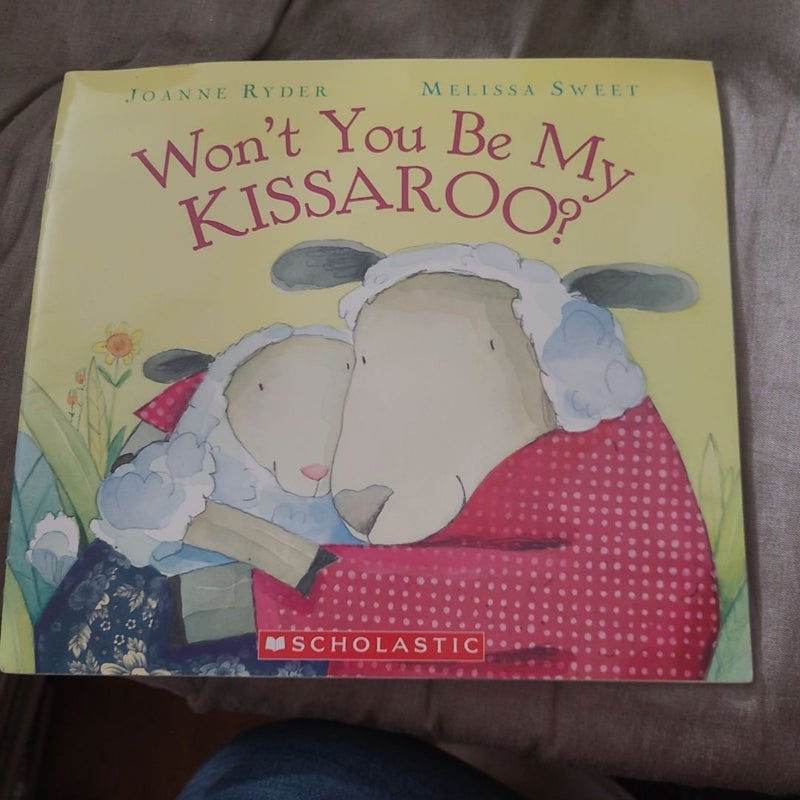 JOANNE RYDER MELISSA SWEET
Won't You Be My
KISSAROO?
SCHOLASTIC